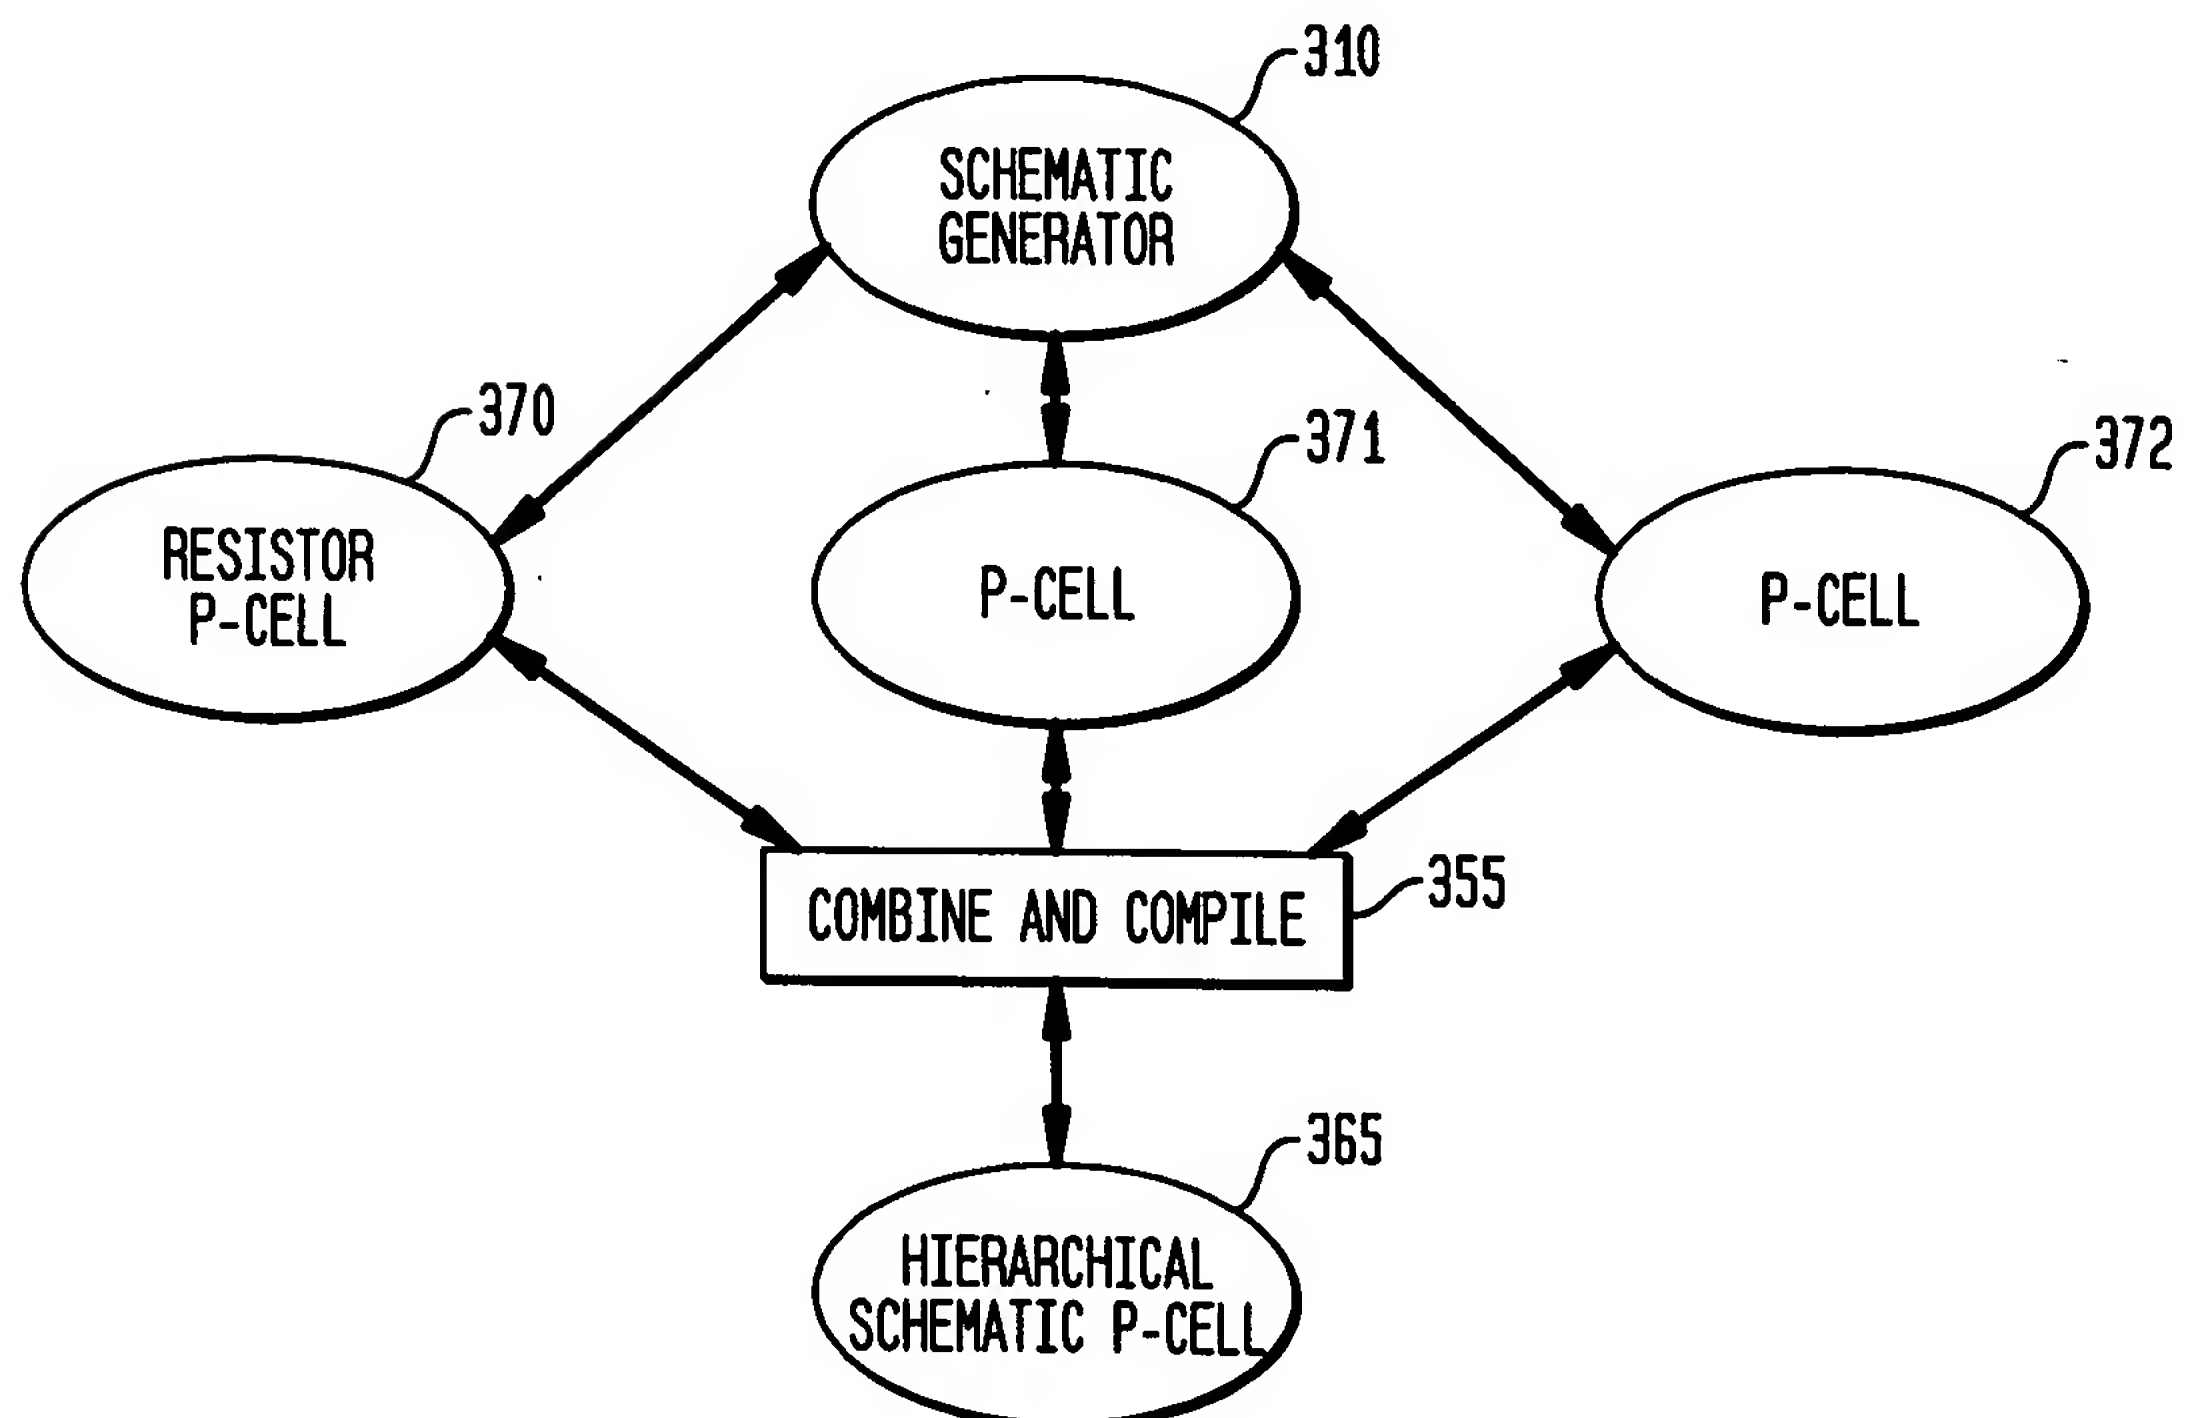 310
SCHEMATIC
GENERATOR
370
371
372
RESISTOR
P-CELL
P-CELL
P-CELL
355
COMBINE AND COMPILE
365
HIERARCHICAL
SCHEMATIC P-CELL